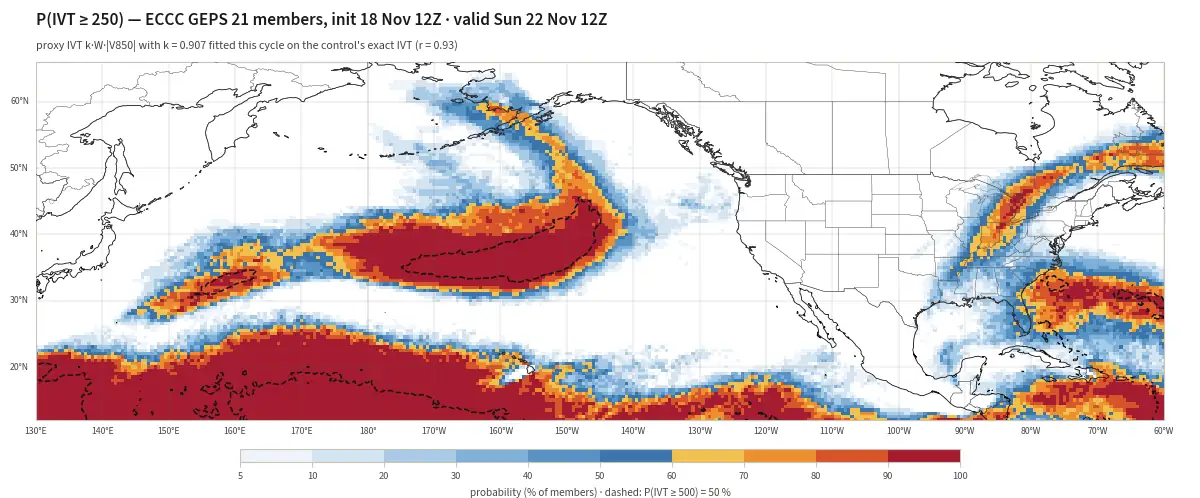 P(IVT ≥ 250) — ECCC GEPS 21 members, init 18 Nov 12Z · valid Sun 22 Nov 12Z
proxy IVT k·W·|V850| with k = 0.907 fitted this cycle on the control's exact IVT (r = 0.93)
60°N
50°N
40°N
30°N
20°N
130°E 140°E 150°E 160°E 170°E 180° 170°W 160°W 150°W 140°W 130°W 120°W 110°W 100°W 90°W 80°W 70°W 60°W
5 10 20 30 40 50 60 70 80 90 100
probability (% of members) · dashed: P(IVT ≥ 500) = 50 %